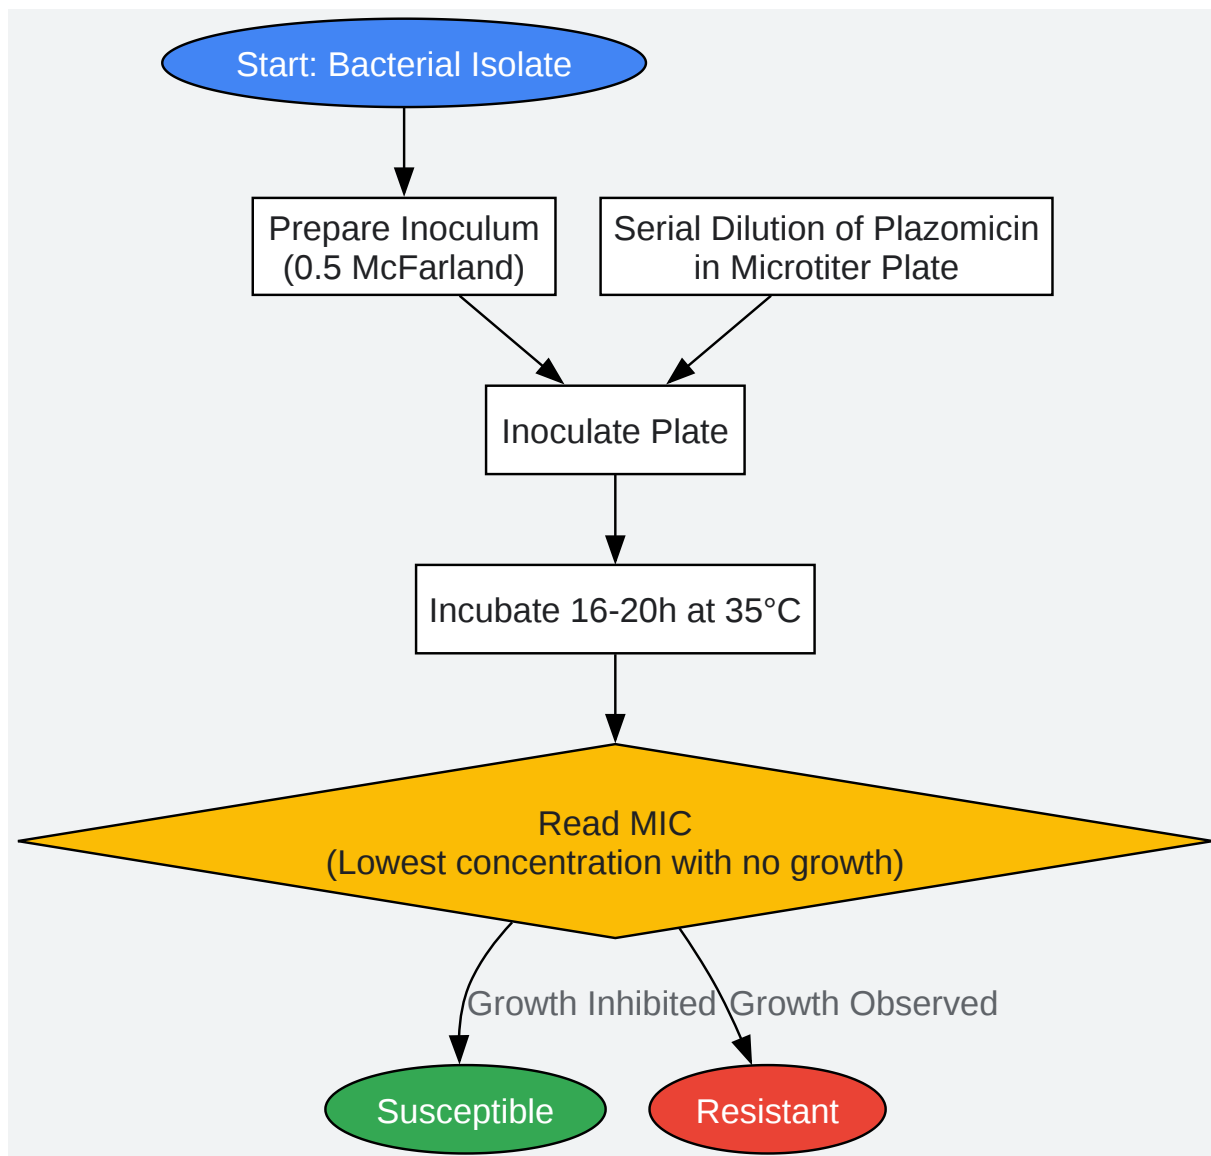 Start: Bacterial Isolate
Prepare Inoculum
(0.5 McFarland)
Serial Dilution of Plazomicin
in Microtiter Plate
Inoculate Plate
Incubate 16-20h at 35°C
Read MIC
(Lowest concentration with no growth)
Growth Inhibited
Growth Observed
Susceptible
Resistant